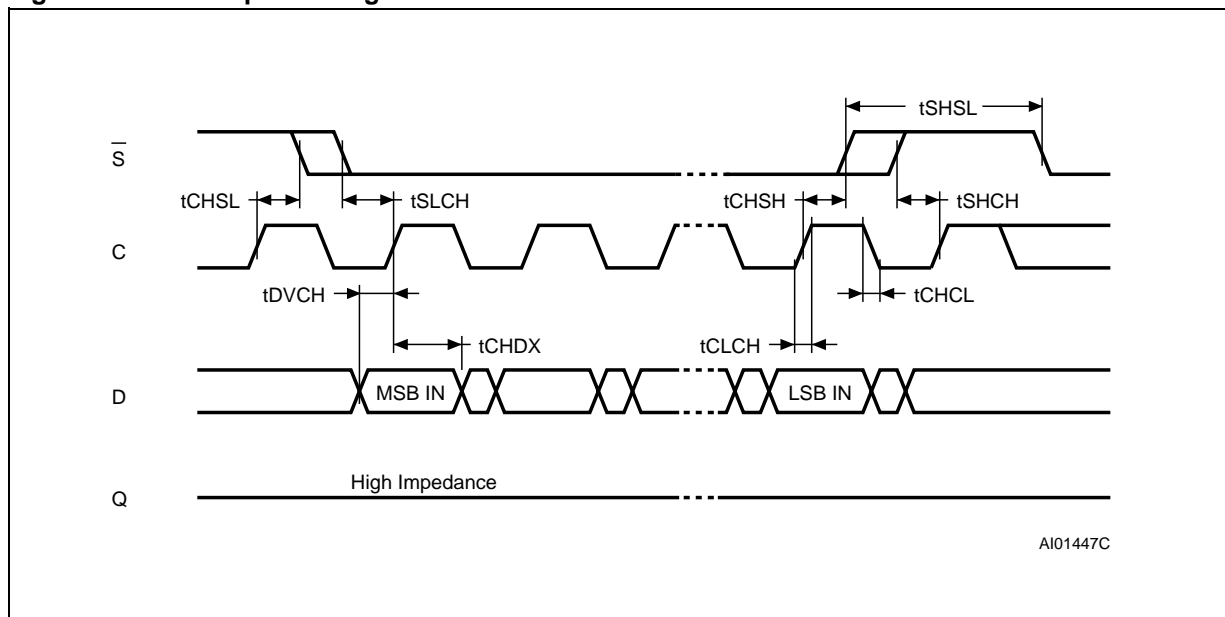 tSHSL
S
tCHSL
tSLCH
tCHSH
tSHCH
C
tDVCH
tCHCL
tCHDX
tCLCH
D
MSB IN
LSB IN
High Impedance
Q
AI01447C